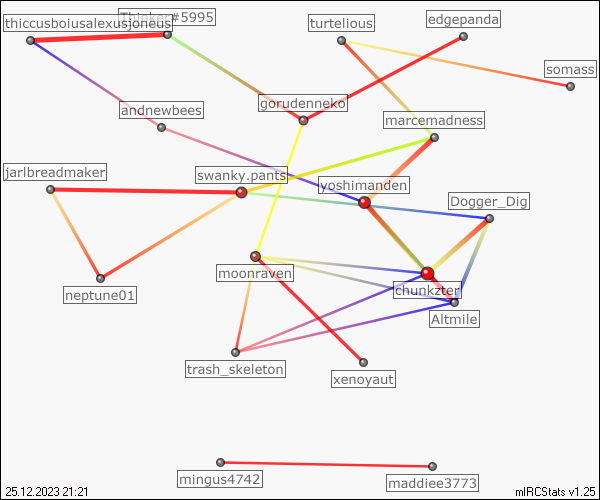 Thinker#5995
edgepanda
thiccusboiusalexusjoneus
turtelious
somass
gorudenneko
andnewbees
marcemadness
jarlbreadmaker
swanky.pants
yoshimanden
Dogger_Dig
moonraven
chunkzter
neptune01
Altmile
trash_skeleton
xenoyaut
mingus4742
maddiee3773
25.12.2023 21:21
mIRCStats v1.25